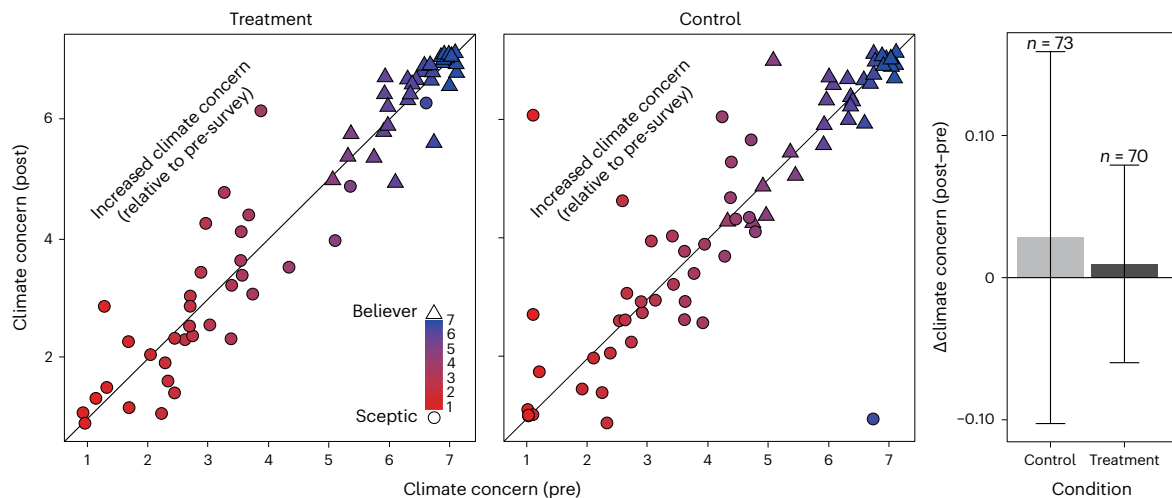 Treatment
Control
Climate concern (post)
6
4
2
Increased climate concern
(relative to pre-survey)
Increased climate concern
(relative to pre-survey)
Believer
7
6
5
4
3
2
1
Sceptic
1 2 3 4 5 6 7
1 2 3 4 5 6 7
Climate concern (pre)
Δclimate concern (post–pre)
0.10
0
–0.10
n = 73
n = 70
Control Treatment
Condition